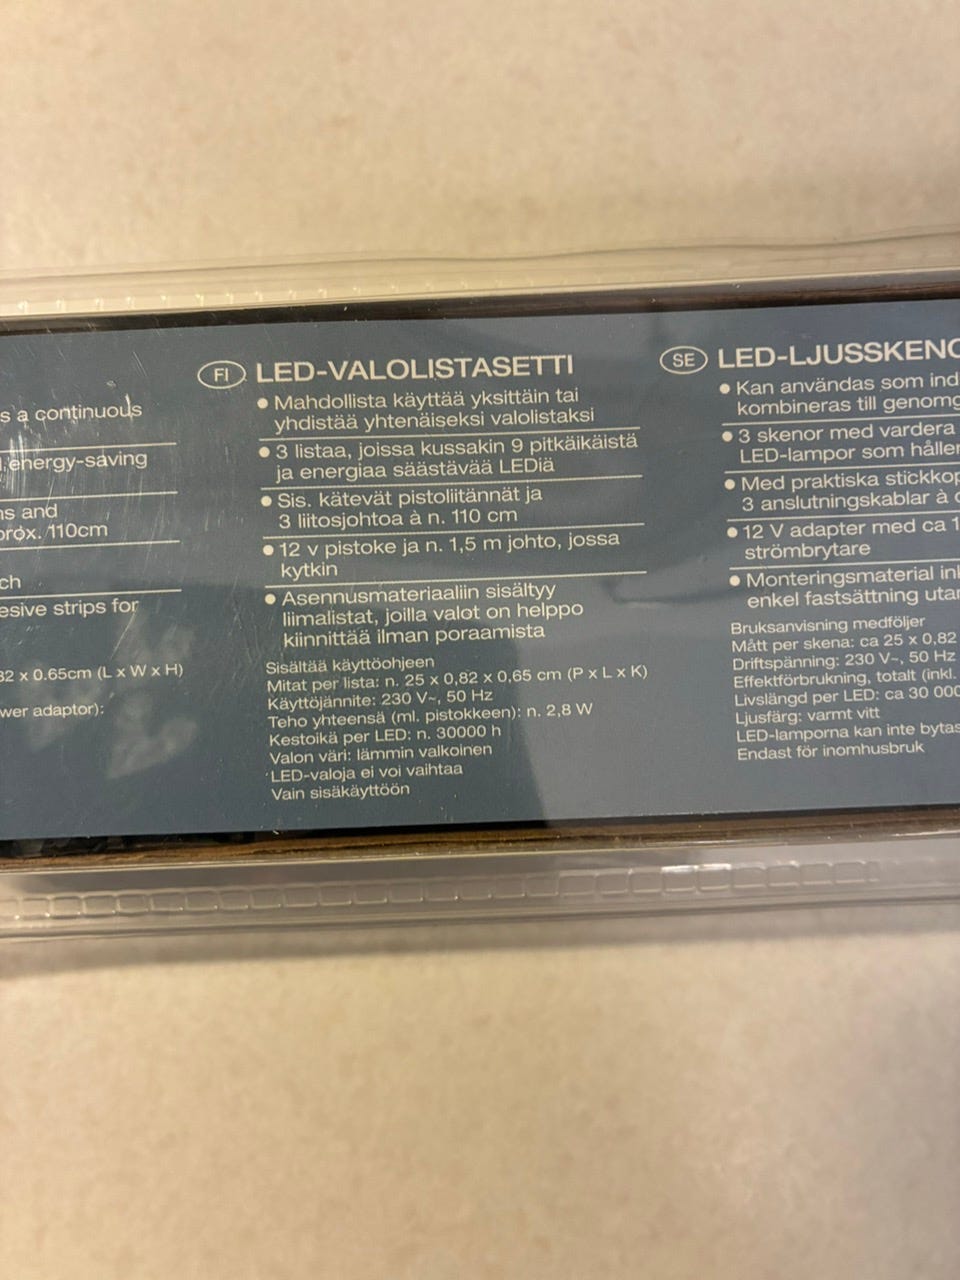 s a continuous
energy-saving
ns and
prox. 110cm
ch
esive strips for
32 x 0.65cm (L x W x H)
wer adaptor):
FI LED-VALOLISTASETTI
● Mahdollista käyttää yksittäin tai
yhdistää yhtenäiseksi valolistaksi
● 3 listaa, joissa kussakin 9 pitkäikäistä
ja energiaa säästävää LEDiä
● Sis. kätevät pistoliitännät ja
3 liitosjohtoa à n. 110 cm
● 12 v pistoke ja n. 1,5 m johto, jossa
kytkin
● Asennusmateriaaliin sisältyy
liimalistat, joilla valot on helppo
kiinnittää ilman poraamista
Sisältää käyttöohjeen
Mitat per lista: n. 25 x 0,82 x 0,65 cm (P x L x K)
Käyttöjännite: 230 V~, 50 Hz
Teho yhteensä (ml. pistokkeen): n. 2,8 W
Kestoikä per LED: n. 30000 h
Valon väri: lämmin valkoinen
LED-valoja ei voi vaihtaa
Vain sisäkäyttöön
SE LED-LJUSSKENO
● Kan användas som ind
kombineras till genomg
● 3 skenor med vardera
LED-lampor som håller
● Med praktiska stickkop
3 anslutningskablar à c
● 12 V adapter med ca 1
strömbrytare
● Monteringsmaterial inl
enkel fastsättning utan
Bruksanvisning medföljer
Mått per skena: ca 25 x 0,82
Driftspänning: 230 V~, 50 Hz
Effektförbrukning, totalt (inkl.
Livslängd per LED: ca 30 000
Ljusfärg: varmt vitt
LED-lamporna kan inte bytas
Endast för inomhusbruk